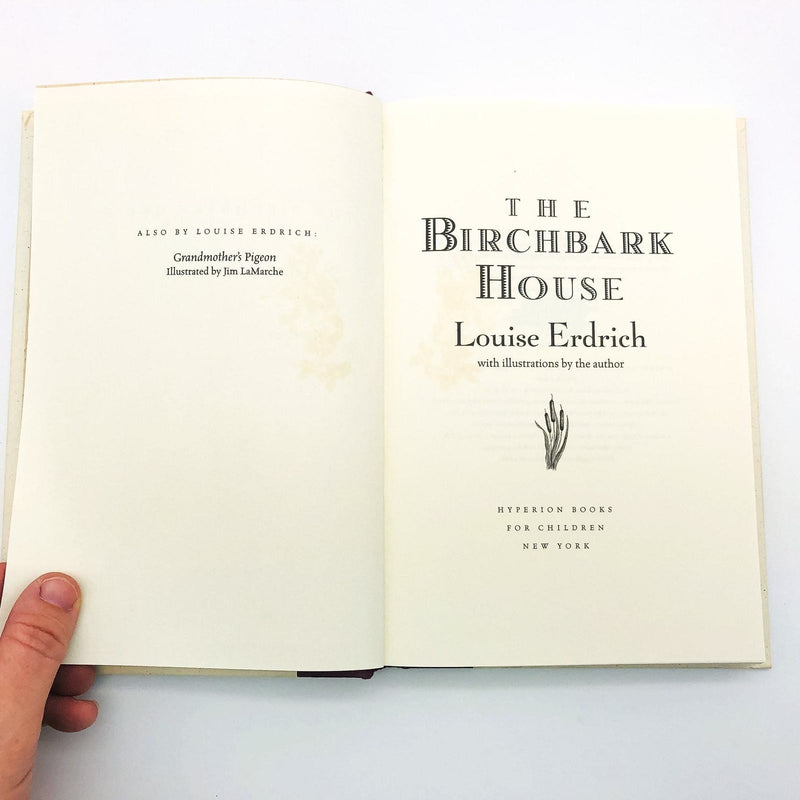 ALSO BY LOUISE ERDRICH:
Grandmother's Pigeon
Illustrated by Jim LaMarche
THE
BIRCHBARK
HOUSE
Louise Erdrich
with illustrations by the author
HYPERION BOOKS
FOR CHILDREN
NEW YORK